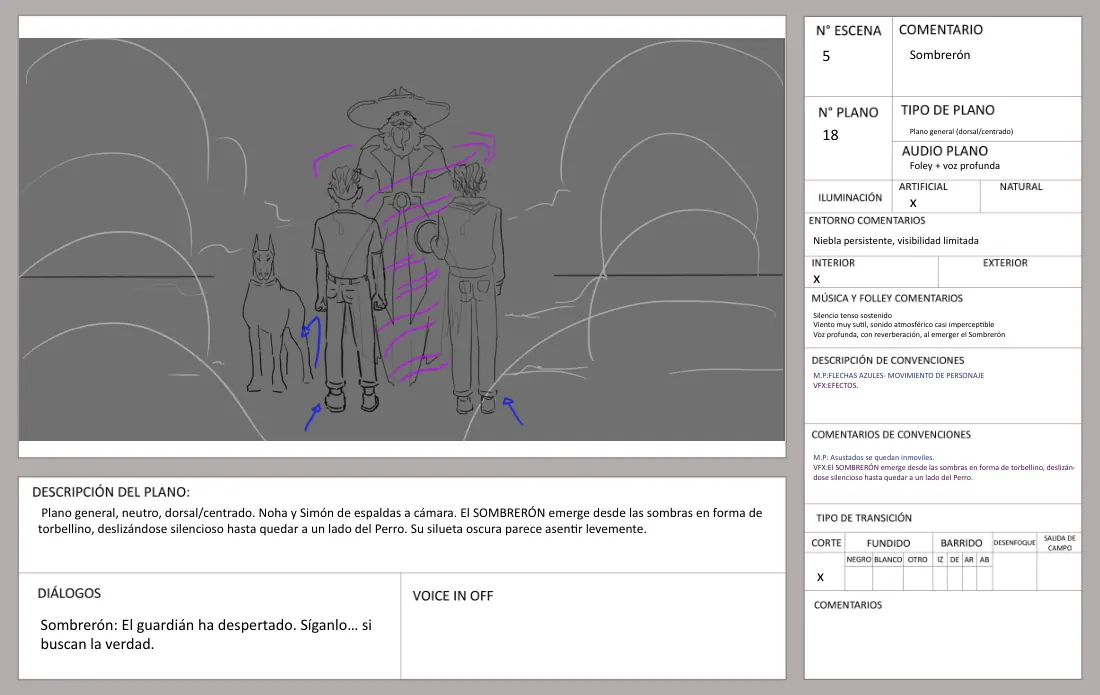 N° ESCENA
5
COMENTARIO
Sombrerón
N° PLANO
18
TIPO DE PLANO
Plano general (dorsal/centrado)
AUDIO PLANO
Foley + voz profunda
ILUMINACIÓN
ARTIFICIAL
X
NATURAL
ENTORNO COMENTARIOS
Niebla persistente, visibilidad limitada
INTERIOR
X
EXTERIOR
MÚSICA Y FOLLEY COMENTARIOS
Silencio tenso sostenido
Viento muy sutil, sonido atmosférico casi imperceptible
Voz profunda, con reverberación, al emerger el Sombrerón
DESCRIPCIÓN DE CONVENCIONES
M.P:FLECHAS AZULES- MOVIMIENTO DE PERSONAJE
VFX:EFECTOS.
COMENTARIOS DE CONVENCIONES
M.P: Asustados se quedan inmoviles.
VFX:El SOMBRERÓN emerge desde las sombras en forma de torbellino, deslizán-
dose silencioso hasta quedar a un lado del Perro.
TIPO DE TRANSICIÓN
CORTE FUNDIDO BARRIDO DESENFOQUE SALIDA DE CAMPO
NEGRO BLANCO OTRO IZ DE AR AB
X
COMENTARIOS
DESCRIPCIÓN DEL PLANO:
Plano general, neutro, dorsal/centrado. Noha y Simón de espaldas a cámara. El SOMBRERÓN emerge desde las sombras en forma de
torbellino, deslizándose silencioso hasta quedar a un lado del Perro. Su silueta oscura parece asentir levemente.
DIÁLOGOS
Sombrerón: El guardián ha despertado. Síganlo... si
buscan la verdad.
VOICE IN OFF